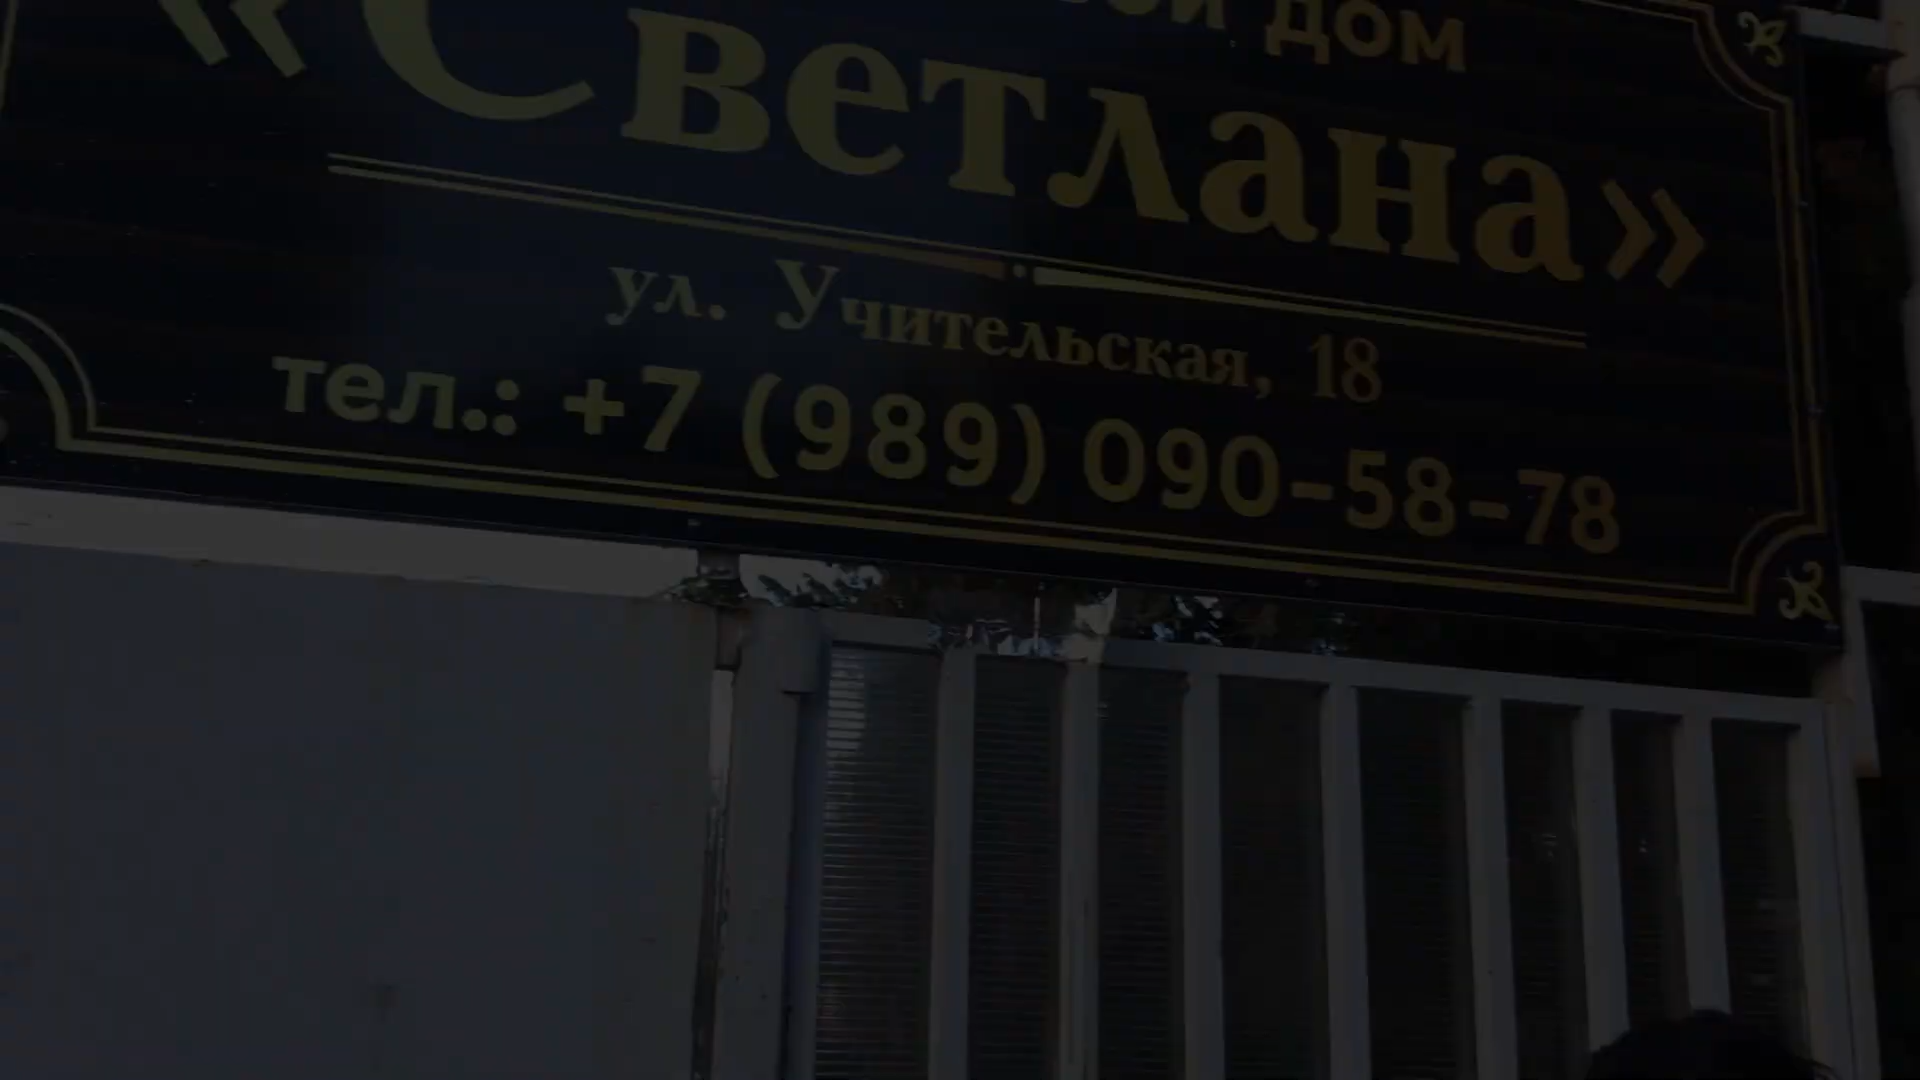 дом
«Светлана»
ул. Учительская, 18
тел.: +7 (989) 090-58-78